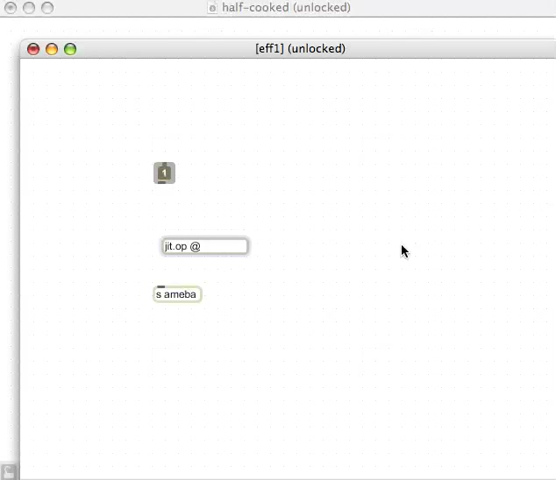 half-cooked (unlocked)
[eff1] (unlocked)
1
jit.op @
s ameba